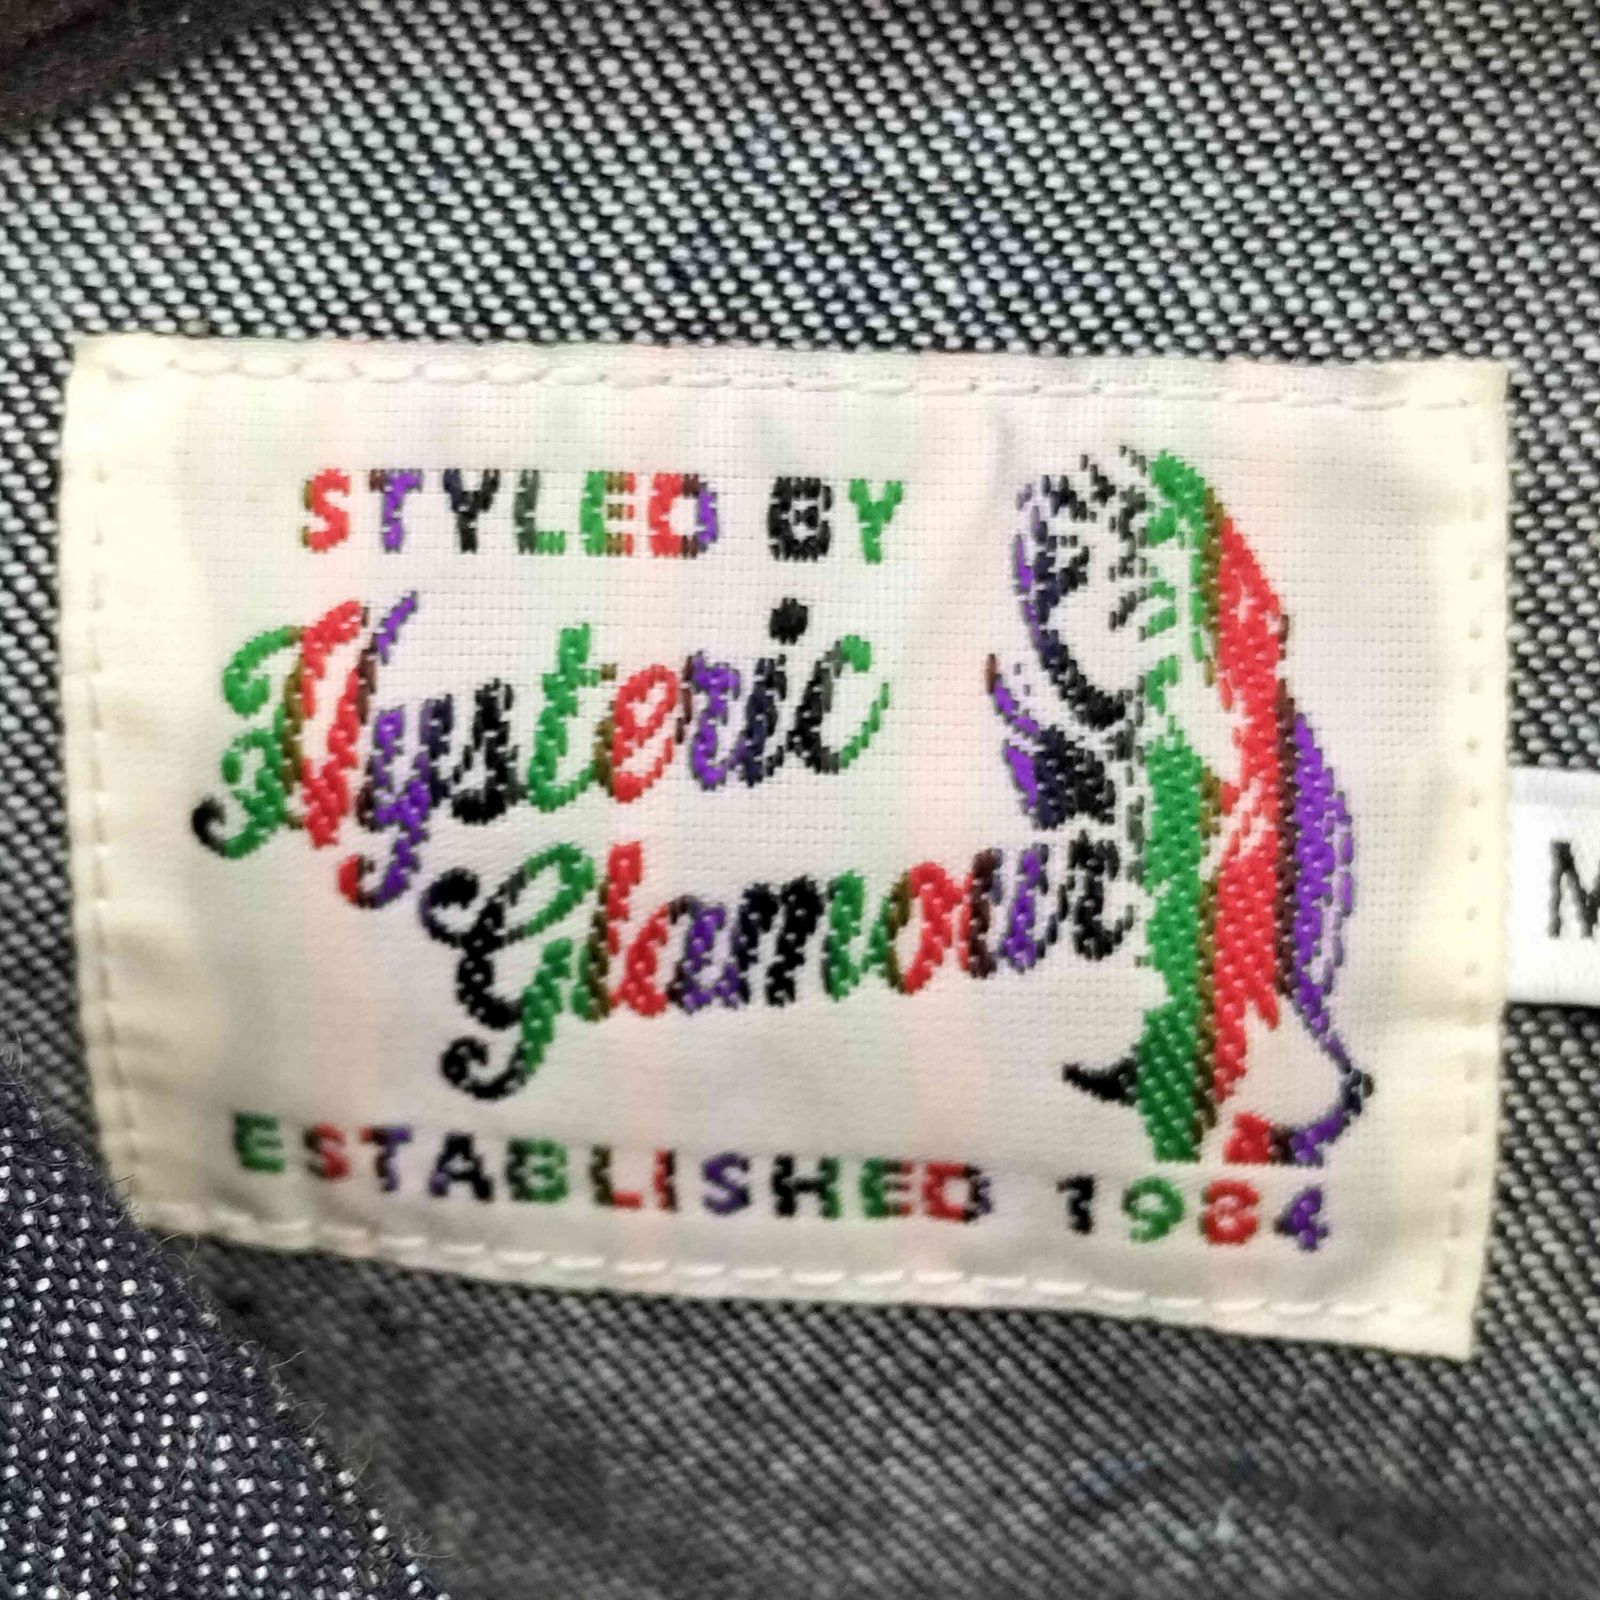 STYLED BY
Hysteric
Glamour
M
ESTABLISHED 1984